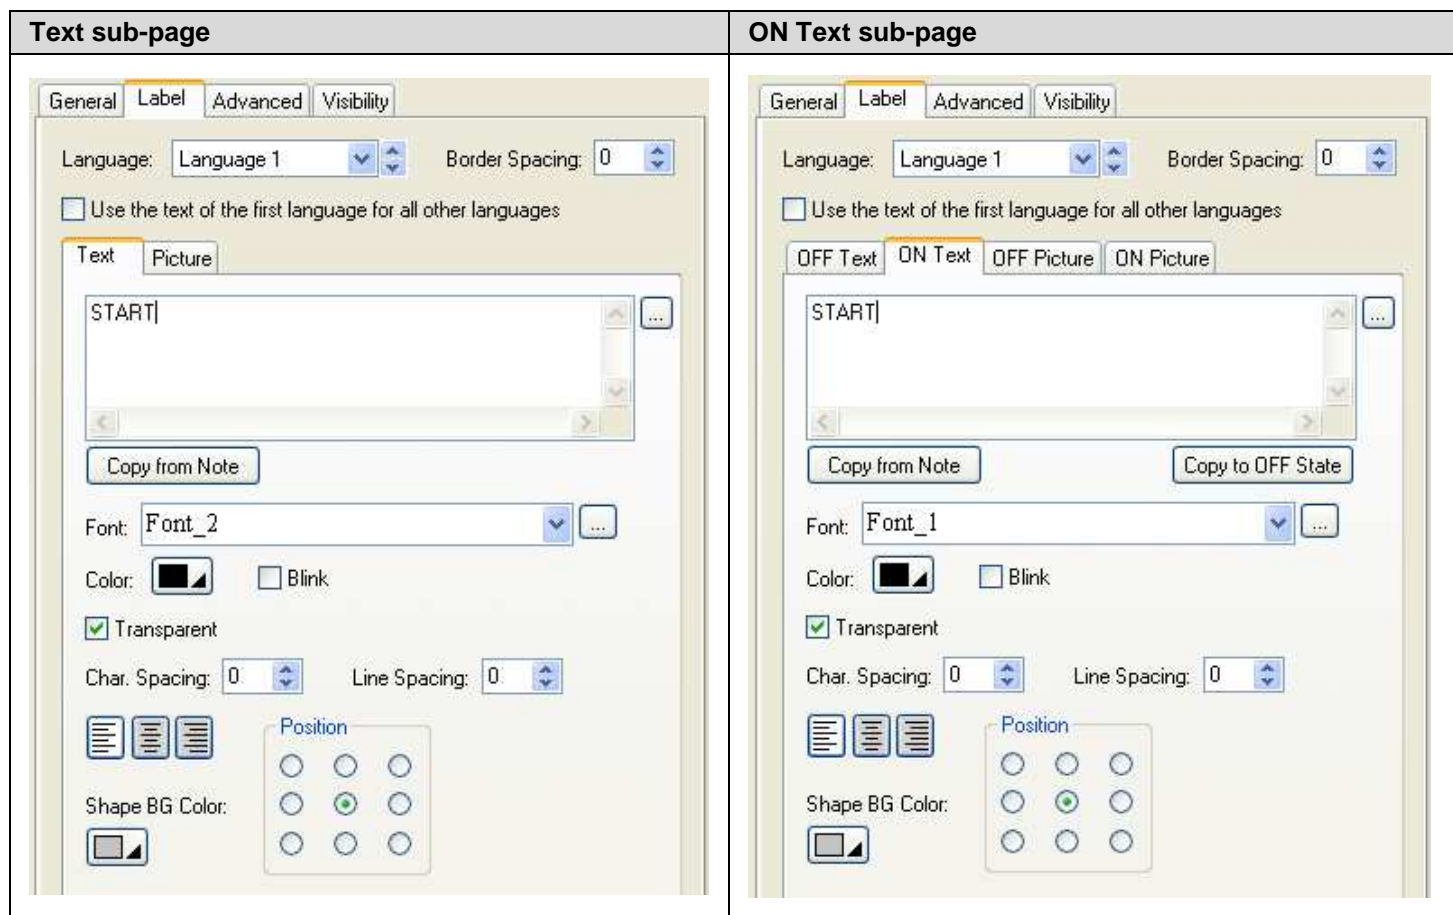 Text sub-page
General Label Advanced Visibility
Language: Language 1 Border Spacing: 0
Use the text of the first language for all other languages
Text Picture
START
...
Copy from Note
Font: Font_2 ...
Color: Blink
Transparent
Char. Spacing: 0 Line Spacing: 0
Position
Shape BG Color:
ON Text sub-page
General Label Advanced Visibility
Language: Language 1 Border Spacing: 0
Use the text of the first language for all other languages
OFF Text ON Text OFF Picture ON Picture
START
...
Copy from Note Copy to OFF State
Font: Font_1 ...
Color: Blink
Transparent
Char. Spacing: 0 Line Spacing: 0
Position
Shape BG Color: